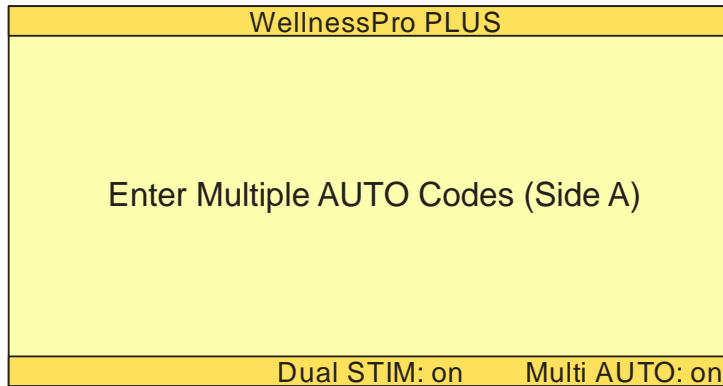 WellnessPro PLUS
Enter Multiple AUTO Codes (Side A)
Dual STIM: on Multi AUTO: on